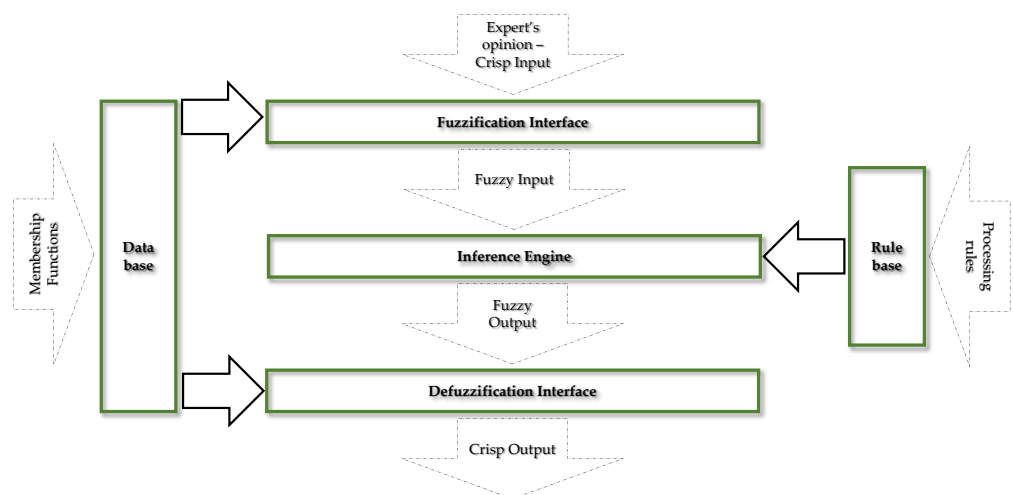 Expert's
opinion –
Crisp Input
Fuzzification Interface
Fuzzy Input
Membership
Functions
Data
base
Inference Engine
Rule
base
Processing
rules
Fuzzy
Output
Defuzzification Interface
Crisp Output